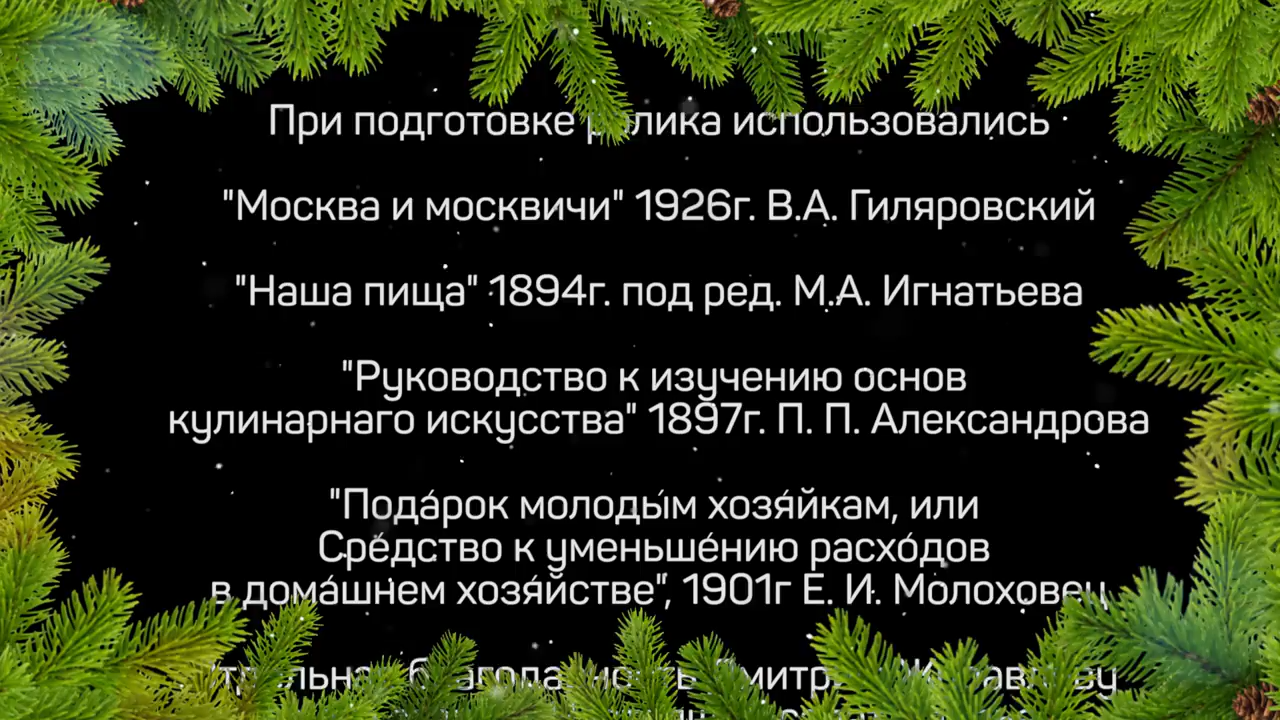 При подготовке ролика использовались
"Москва и москвичи" 1926г. В.А. Гиляровский
"Наша пища" 1894г. под ред. М.А. Игнатьева
"Руководство к изучению основ
кулинарнаго искусства" 1897г. П. П. Александрова
"Пода́рок молоды́м хозя́йкам, или
Сре́дство к уменьше́нию расхо́дов
в дома́шнем хозя́йстве", 1901г Е. И. Молоховец